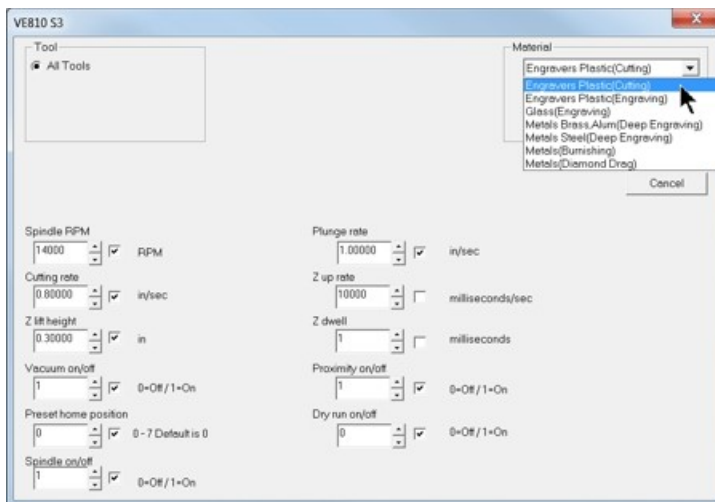 VE810 S3
Tool
All Tools
Material
Engravers Plastic(Cutting)
Engravers Plastic(Cutting)
Engravers Plastic(Engraving)
Glass(Engraving)
Metals Brass,Alum(Deep Engraving)
Metals Steel(Deep Engraving)
Metals(Burnishing)
Metals(Diamond Drag)
Cancel
Spindle RPM
14000 RPM
Plunge rate
1.00000 in/sec
Cutting rate
0.80000 in/sec
Z up rate
10000 milliseconds/sec
Z lift height
0.30000 in
Z dwell
1 milliseconds
Vacuum on/off
1 0=Off/1=On
Proximity on/off
1 0=Off/1=On
Preset home position
0 0 - 7 Default is 0
Dry run on/off
0 0=Off/1=On
Spindle on/off
1 0=Off/1=On